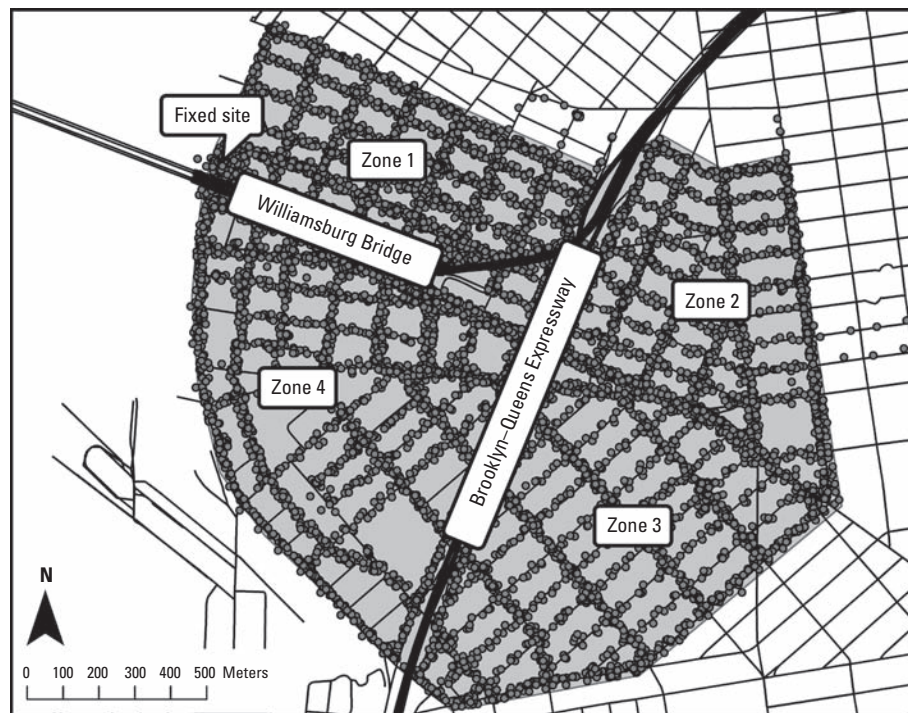 Fixed site
Zone 1
Williamsburg Bridge
Zone 2
Brooklyn–Queens Expressway
Zone 4
Zone 3
N
0 100 200 300 400 500 Meters